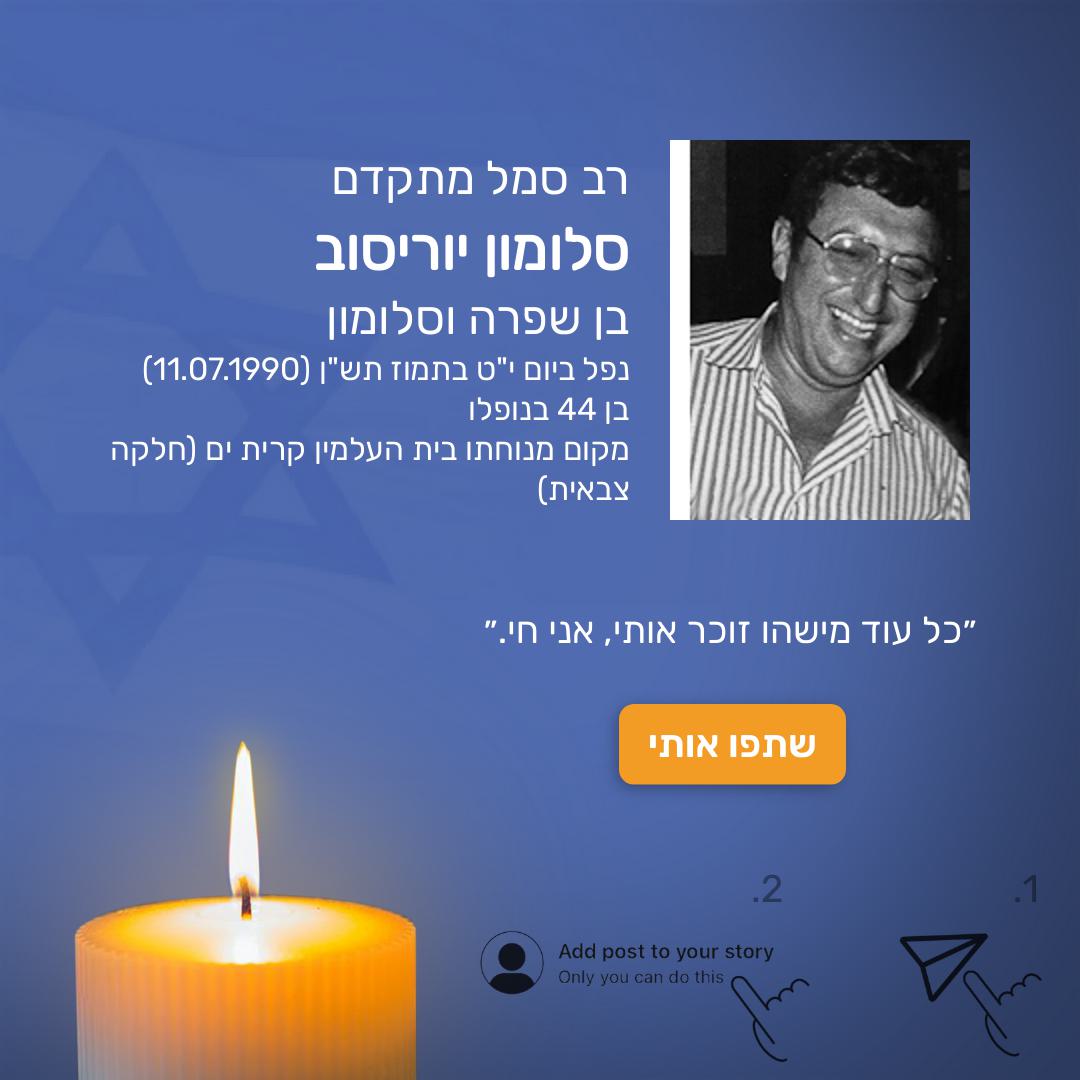 רב סמל מתקדם
סלומון יוריסוב
בן שפרה וסלומון
נפל ביום י"ט בתמוז תש"ן (11.07.1990)
בן 44 בנופלו
מקום מנוחתו בית העלמין קרית ים (חלקה
צבאית)
״כל עוד מישהו זוכר אותי, אני חי.״
שתפו אותי
1.
2.
Add post to your story
Only you can do this